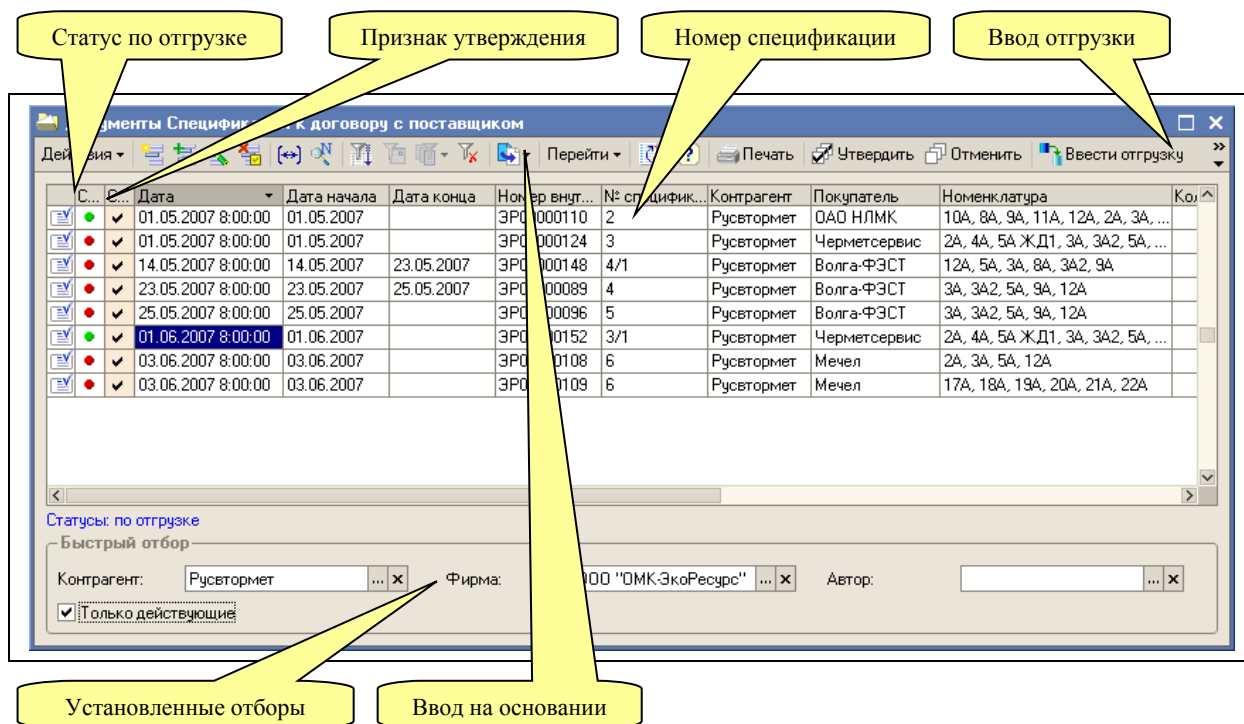 Статус по отгрузке Признак утверждения Номер спецификации Ввод отгрузки
Документы Специфик к договору с поставщиком
Действия Перейти Печать Утвердить Отменить Ввести отгрузку
С... С... Дата Дата начала Дата конца Номер внут... № специфик... Контрагент Покупатель Номенклатура Кол
01.05.2007 8:00:00 01.05.2007 2 Русвтормет ОАО НЛМК 10А, 8А, 9А, 11А, 12А, 2А, 3А, ...
01.05.2007 8:00:00 01.05.2007 3 Русвтормет Черметсервис 2А, 4А, 5А ЖД1, 3А, 3А2, 5А, ...
14.05.2007 8:00:00 14.05.2007 23.05.2007 4/1 Русвтормет Волга-ФЭСТ 12А, 5А, 3А, 8А, 3А2, 9А
23.05.2007 8:00:00 23.05.2007 25.05.2007 4 Русвтормет Волга-ФЭСТ 3А, 3А2, 5А, 9А, 12А
25.05.2007 8:00:00 25.05.2007 5 Русвтормет Волга-ФЭСТ 3А, 3А2, 5А, 9А, 12А
01.06.2007 8:00:00 01.06.2007 3/1 Русвтормет Черметсервис 2А, 4А, 5А ЖД1, 3А, 3А2, 5А, ...
03.06.2007 8:00:00 03.06.2007 6 Русвтормет Мечел 2А, 3А, 5А, 12А
03.06.2007 8:00:00 03.06.2007 6 Русвтормет Мечел 17А, 18А, 19А, 20А, 21А, 22А
Статусы: по отгрузке
Быстрый отбор
Контрагент: Русвтормет ... Фирма: ООО "ОМК-ЭкоРесурс" ... Автор: ...
Только действующие
Установленные отборы Ввод на основании